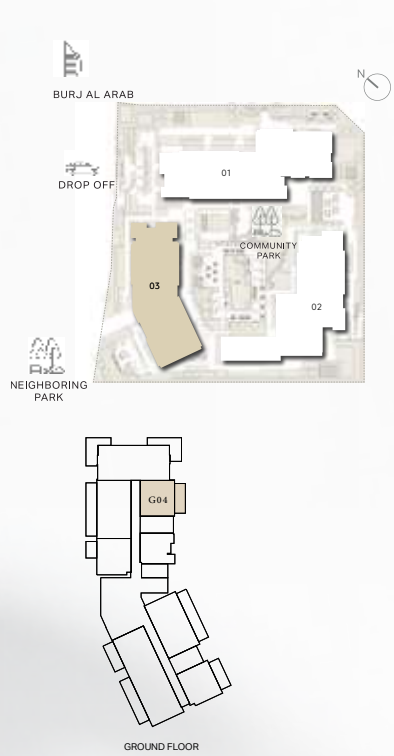 N
BURJ AL ARAB
01
DROP OFF
COMMUNITY
PARK
03
02
NEIGHBORING
PARK
G04
GROUND FLOOR